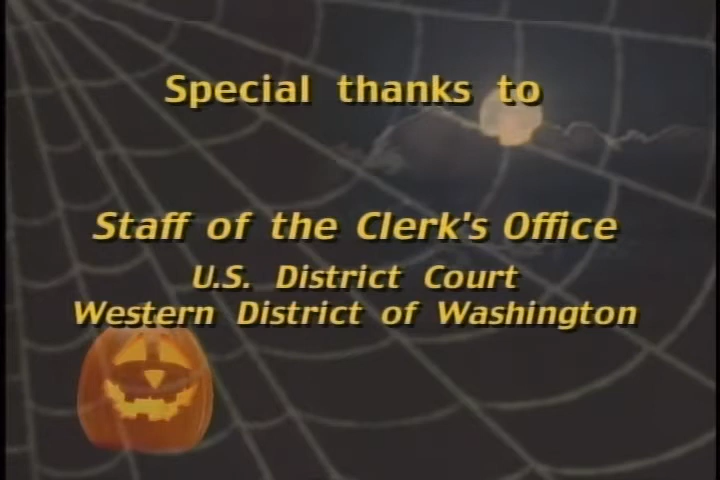 Special thanks to
Staff of the Clerk's Office
U.S. District Court
Western District of Washington